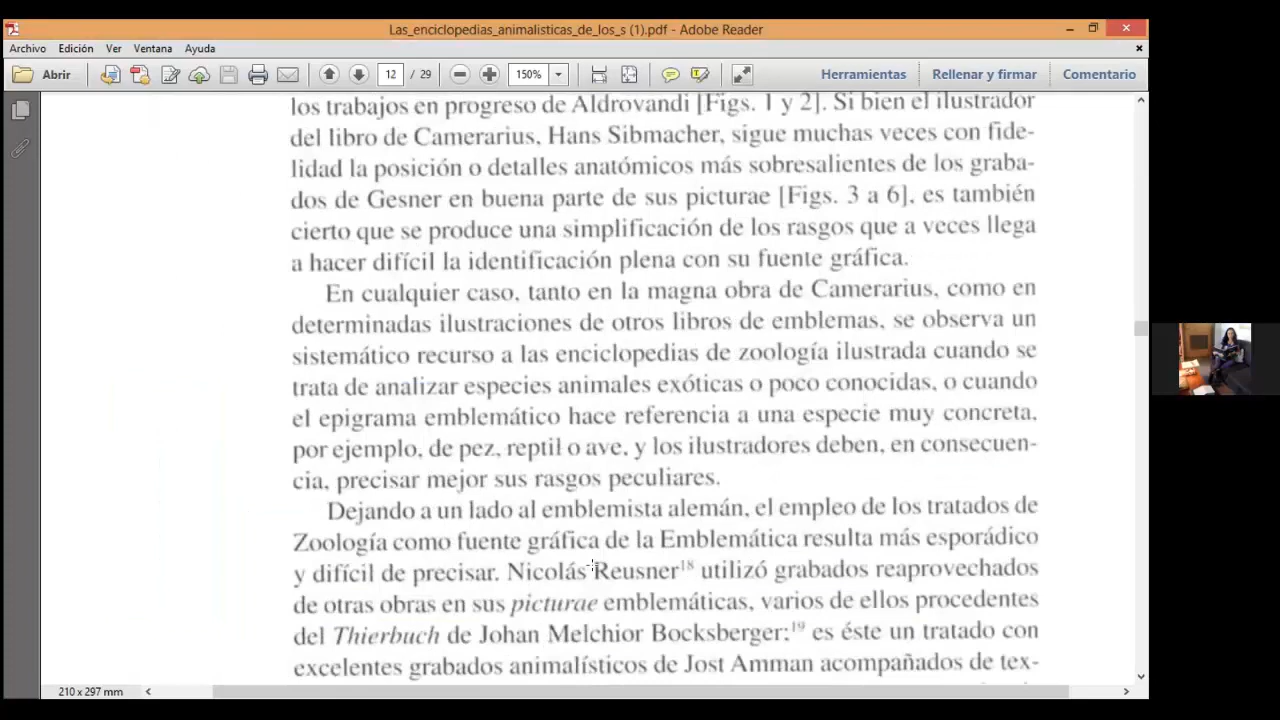 Las_enciclopedias_animalisticas_de_los_s (1).pdf - Adobe Reader
Archivo Edición Ver Ventana Ayuda
Abrir 12 / 29 150% Herramientas Rellenar y firmar Comentario
los trabajos en progreso de Aldrovandi [Figs. 1 y 2]. Si bien el ilustrador
del libro de Camerarius, Hans Sibmacher, sigue muchas veces con fide-
lidad la posición o detalles anatómicos más sobresalientes de los graba-
dos de Gesner en buena parte de sus picturae [Figs. 3 a 6], es también
cierto que se produce una simplificación de los rasgos que a veces llega
a hacer difícil la identificación plena con su fuente gráfica.
En cualquier caso, tanto en la magna obra de Camerarius, como en
determinadas ilustraciones de otros libros de emblemas, se observa un
sistemático recurso a las enciclopedias de zoología ilustrada cuando se
trata de analizar especies animales exóticas o poco conocidas, o cuando
el epigrama emblemático hace referencia a una especie muy concreta,
por ejemplo, de pez, reptil o ave, y los ilustradores deben, en consecuen-
cia, precisar mejor sus rasgos peculiares.
Dejando a un lado al emblemista alemán, el empleo de los tratados de
Zoología como fuente gráfica de la Emblemática resulta más esporádico
y difícil de precisar. Nicolás Reusner18 utilizó grabados reaprovechados
de otras obras en sus picturae emblemáticas, varios de ellos procedentes
del Thierbuch de Johan Melchior Bocksberger;19 es éste un tratado con
excelentes grabados animalísticos de Jost Amman acompañados de tex-
210 x 297 mm